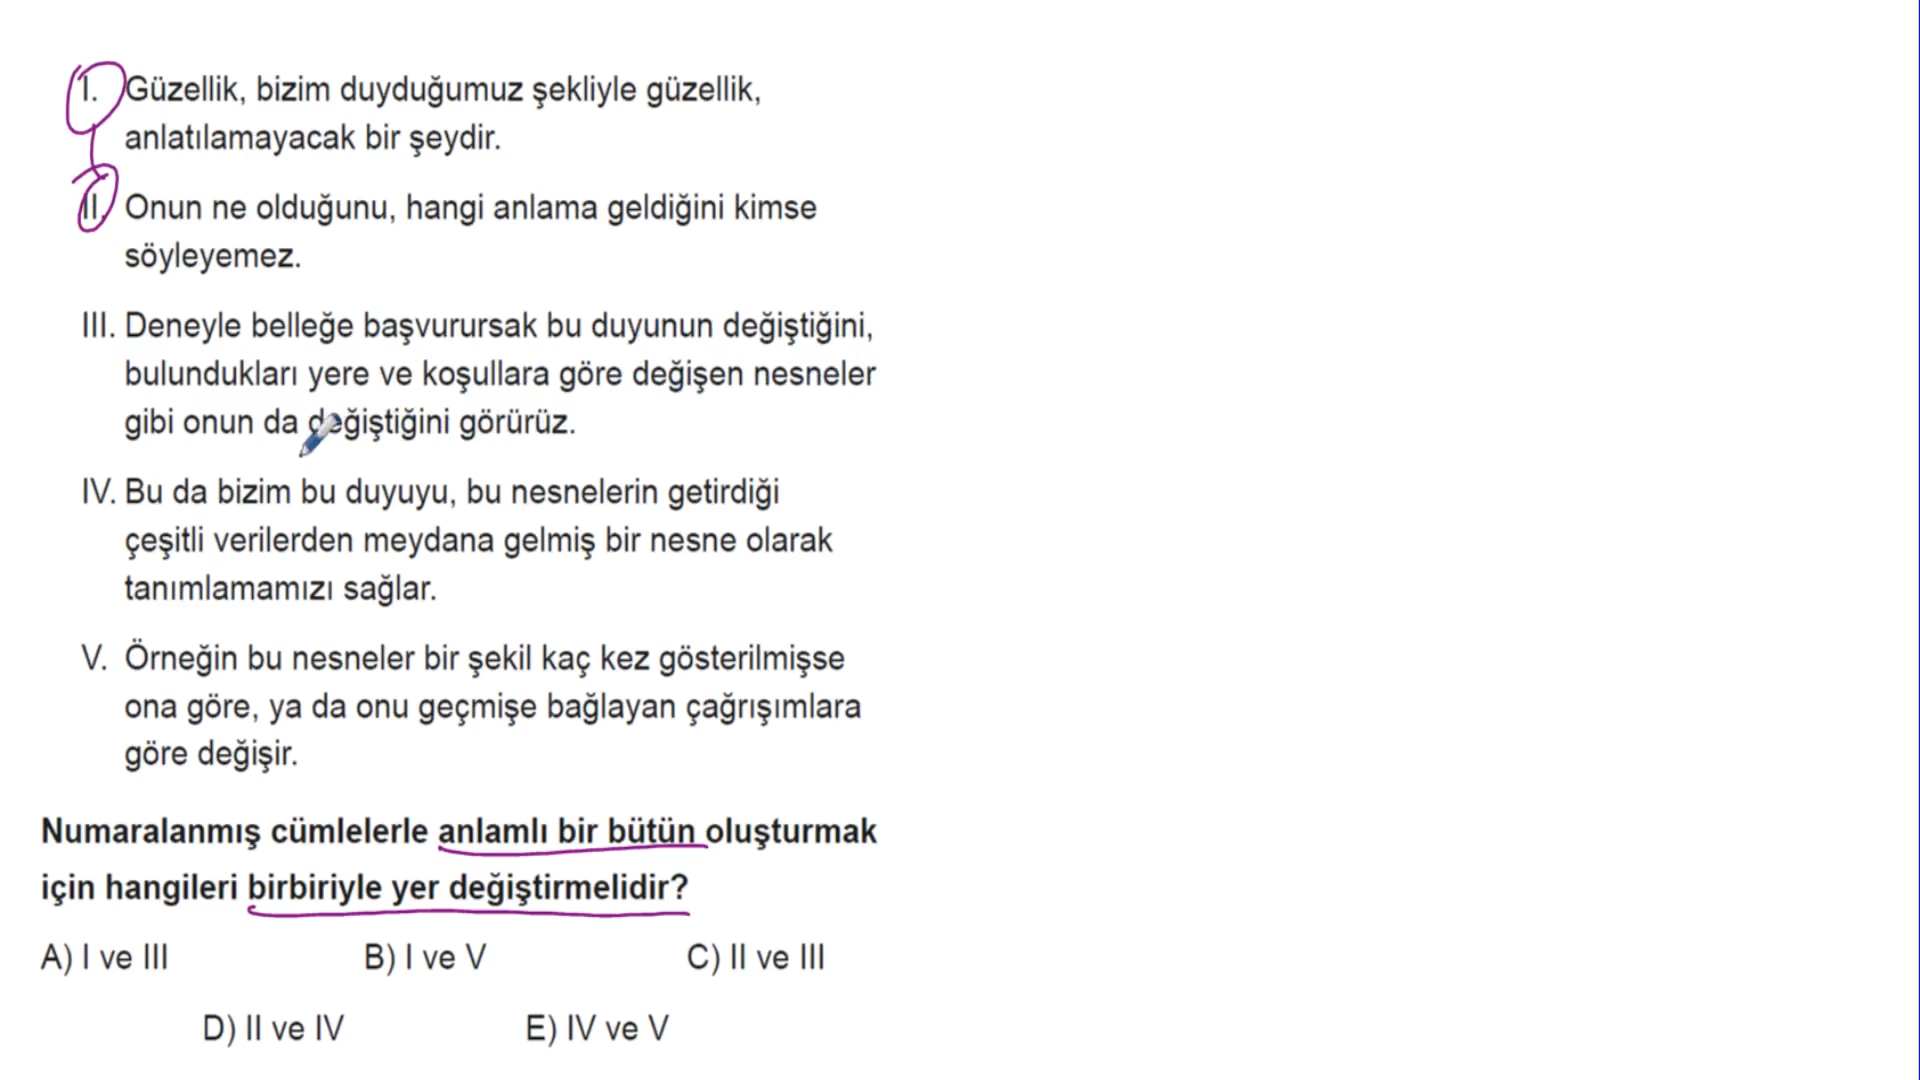 I. Güzellik, bizim duyduğumuz şekliyle güzellik,
anlatılamayacak bir şeydir.
II. Onun ne olduğunu, hangi anlama geldiğini kimse
söyleyemez.
III. Deneyle belleğe başvurursak bu duyunun değiştiğini,
bulundukları yere ve koşullara göre değişen nesneler
gibi onun da değiştiğini görürüz.
IV. Bu da bizim bu duyuyu, bu nesnelerin getirdiği
çeşitli verilerden meydana gelmiş bir nesne olarak
tanımlamamızı sağlar.
V. Örneğin bu nesneler bir şekil kaç kez gösterilmişse
ona göre, ya da onu geçmişe bağlayan çağrışımlara
göre değişir.
Numaralanmış cümlelerle anlamlı bir bütün oluşturmak
için hangileri birbiriyle yer değiştirmelidir?
A) I ve III B) I ve V C) II ve III
D) II ve IV E) IV ve V